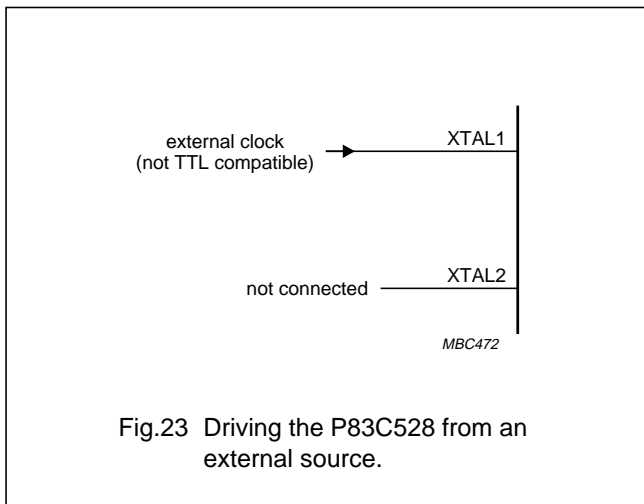 external clock
(not TTL compatible)
XTAL1
not connected
XTAL2
MBC472
Fig.23 Driving the P83C528 from an
external source.